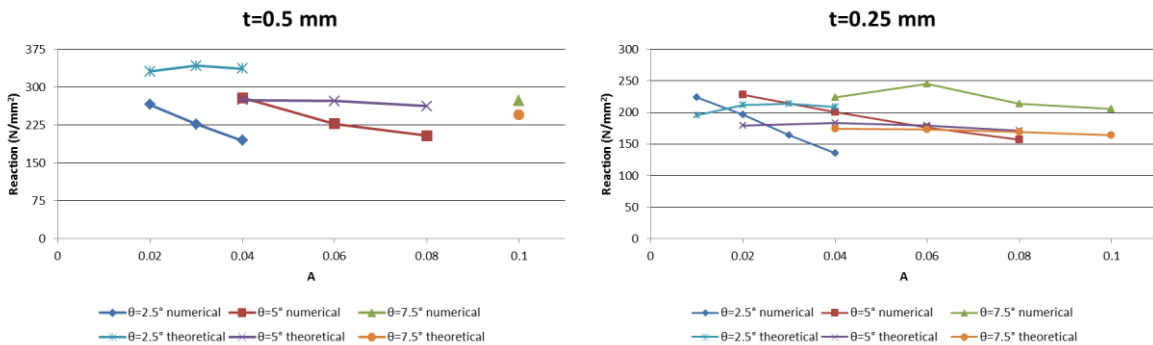 t=0.5 mm
Reaction (N/mm²)
375
300
225
150
75
0
0
0.02
0.04
0.06
0.08
0.1
A
θ=2.5° numerical
θ=5° numerical
θ=7.5° numerical
θ=2.5° theoretical
θ=5° theoretical
θ=7.5° theoretical
t=0.25 mm
Reaction (N/mm²)
300
250
200
150
100
50
0
0
0.02
0.04
0.06
0.08
0.1
A
θ=2.5° numerical
θ=5° numerical
θ=7.5° numerical
θ=2.5° theoretical
θ=5° theoretical
θ=7.5° theoretical